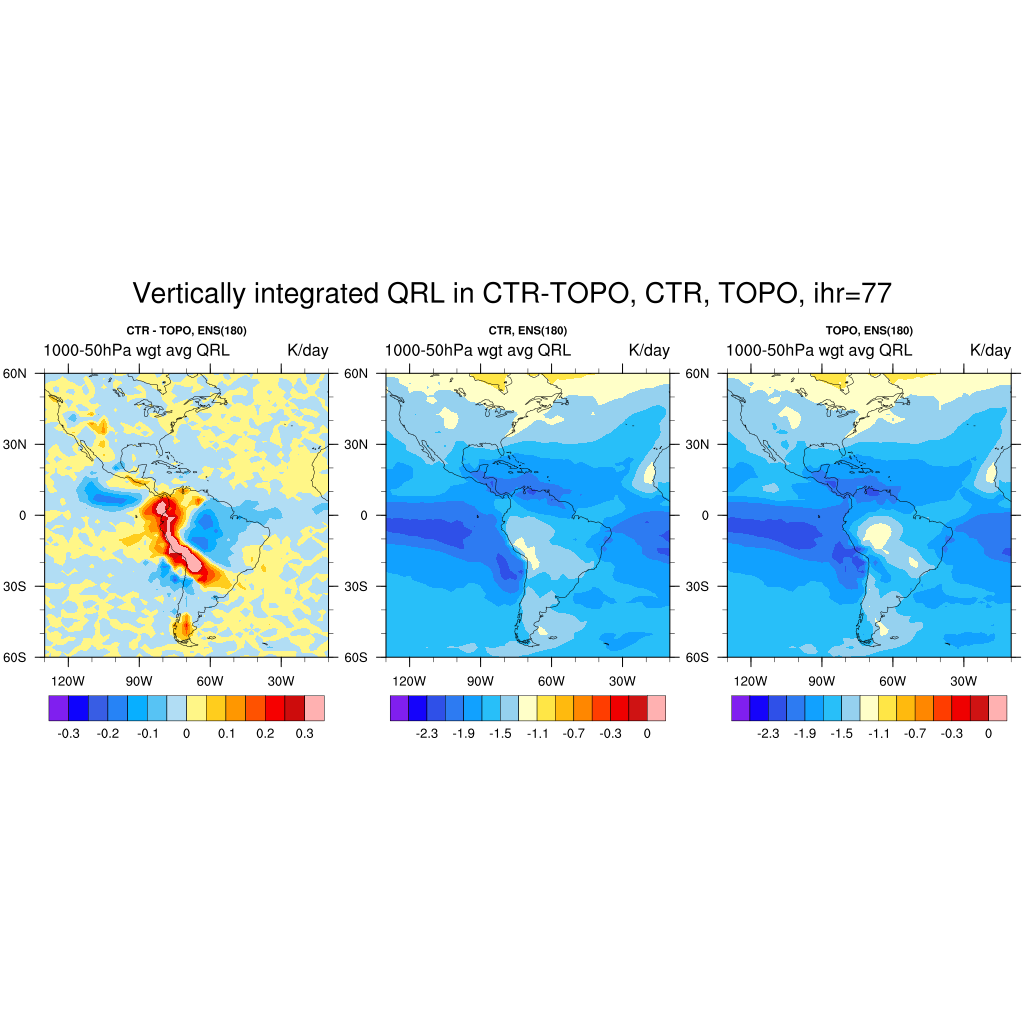 Vertically integrated QRL in CTR-TOPO, CTR, TOPO, ihr=77
CTR - TOPO, ENS(180)
1000-50hPa wgt avg QRL K/day
60N
30N
0
30S
60S
120W 90W 60W 30W
-0.3 -0.2 -0.1 0 0.1 0.2 0.3
CTR, ENS(180)
1000-50hPa wgt avg QRL K/day
60N
30N
0
30S
60S
120W 90W 60W 30W
-2.3 -1.9 -1.5 -1.1 -0.7 -0.3 0
TOPO, ENS(180)
1000-50hPa wgt avg QRL K/day
60N
30N
0
30S
60S
120W 90W 60W 30W
-2.3 -1.9 -1.5 -1.1 -0.7 -0.3 0